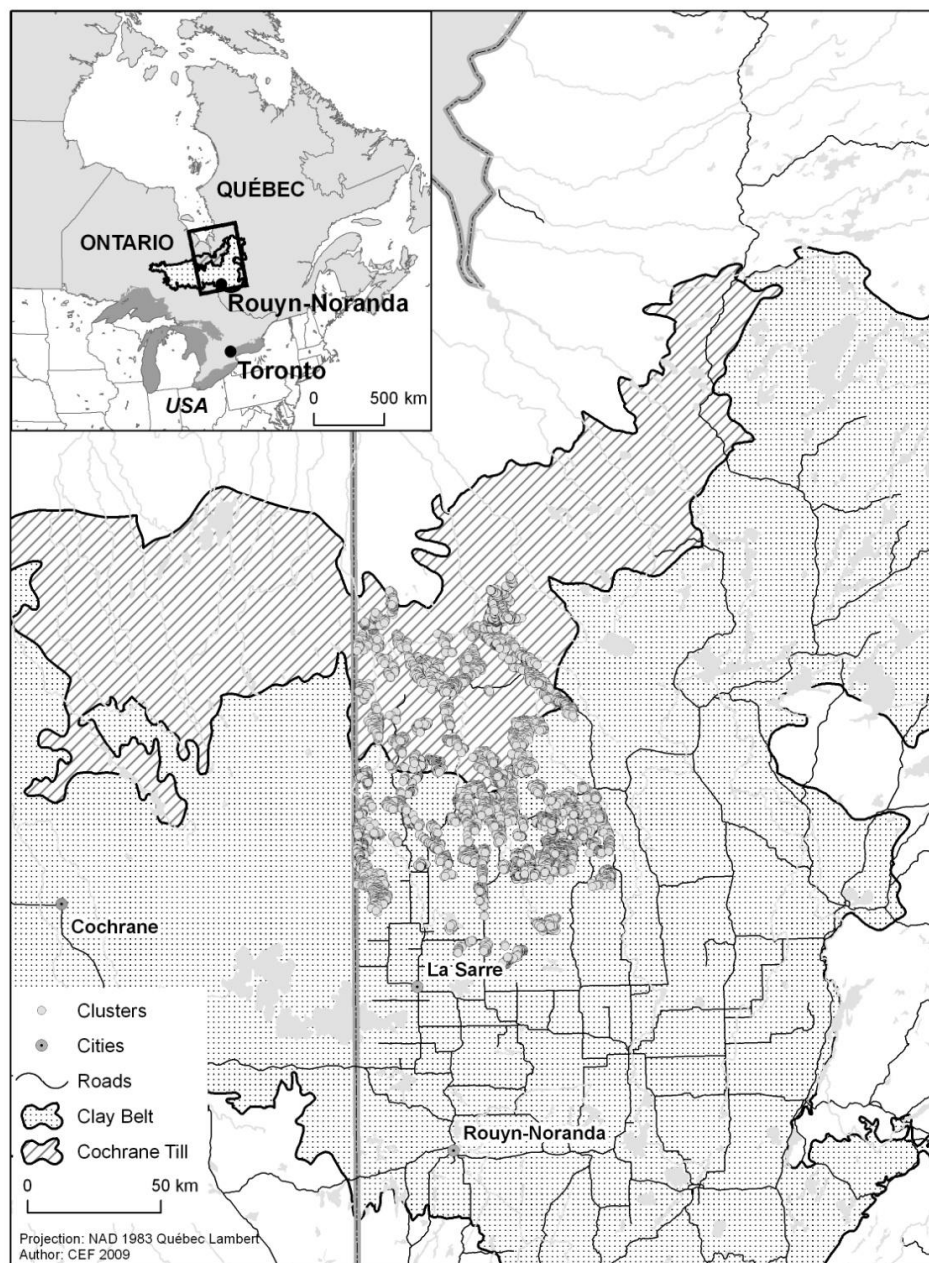 QUÉBEC
ONTARIO
Rouyn-Noranda
Toronto
USA
0 500 km
Cochrane
La Sarre
Rouyn-Noranda
Clusters
Cities
Roads
Clay Belt
Cochrane Till
0 50 km
Projection: NAD 1983 Québec Lambert
Author: CEF 2009